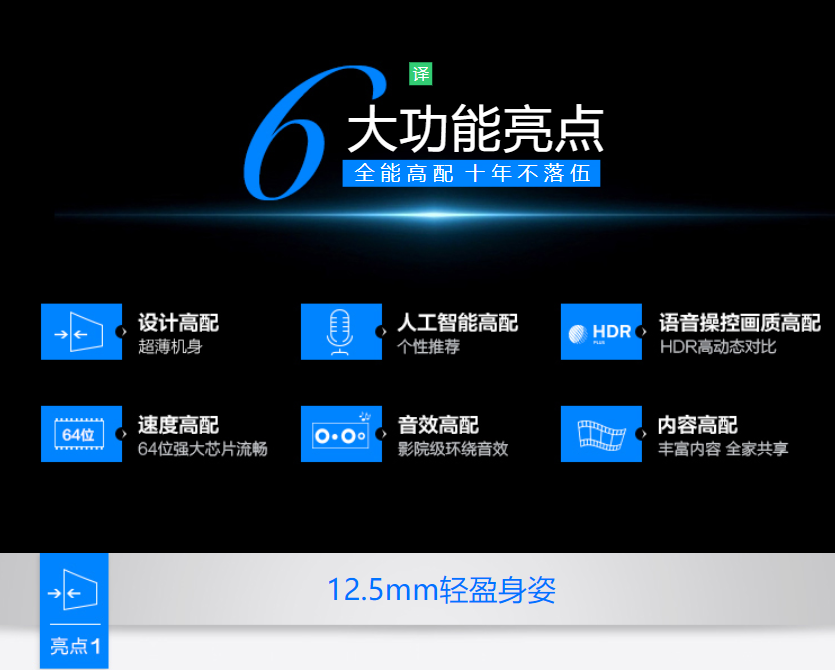 译
6大功能亮点
全能高配 十年不落伍
设计高配
超薄机身
人工智能高配
个性推荐
HDR
PLUS
语音操控画质高配
HDR高动态对比
64位
速度高配
64位强大芯片流畅
音效高配
影院级环绕音效
内容高配
丰富内容 全家共享
12.5mm轻盈身姿
亮点1